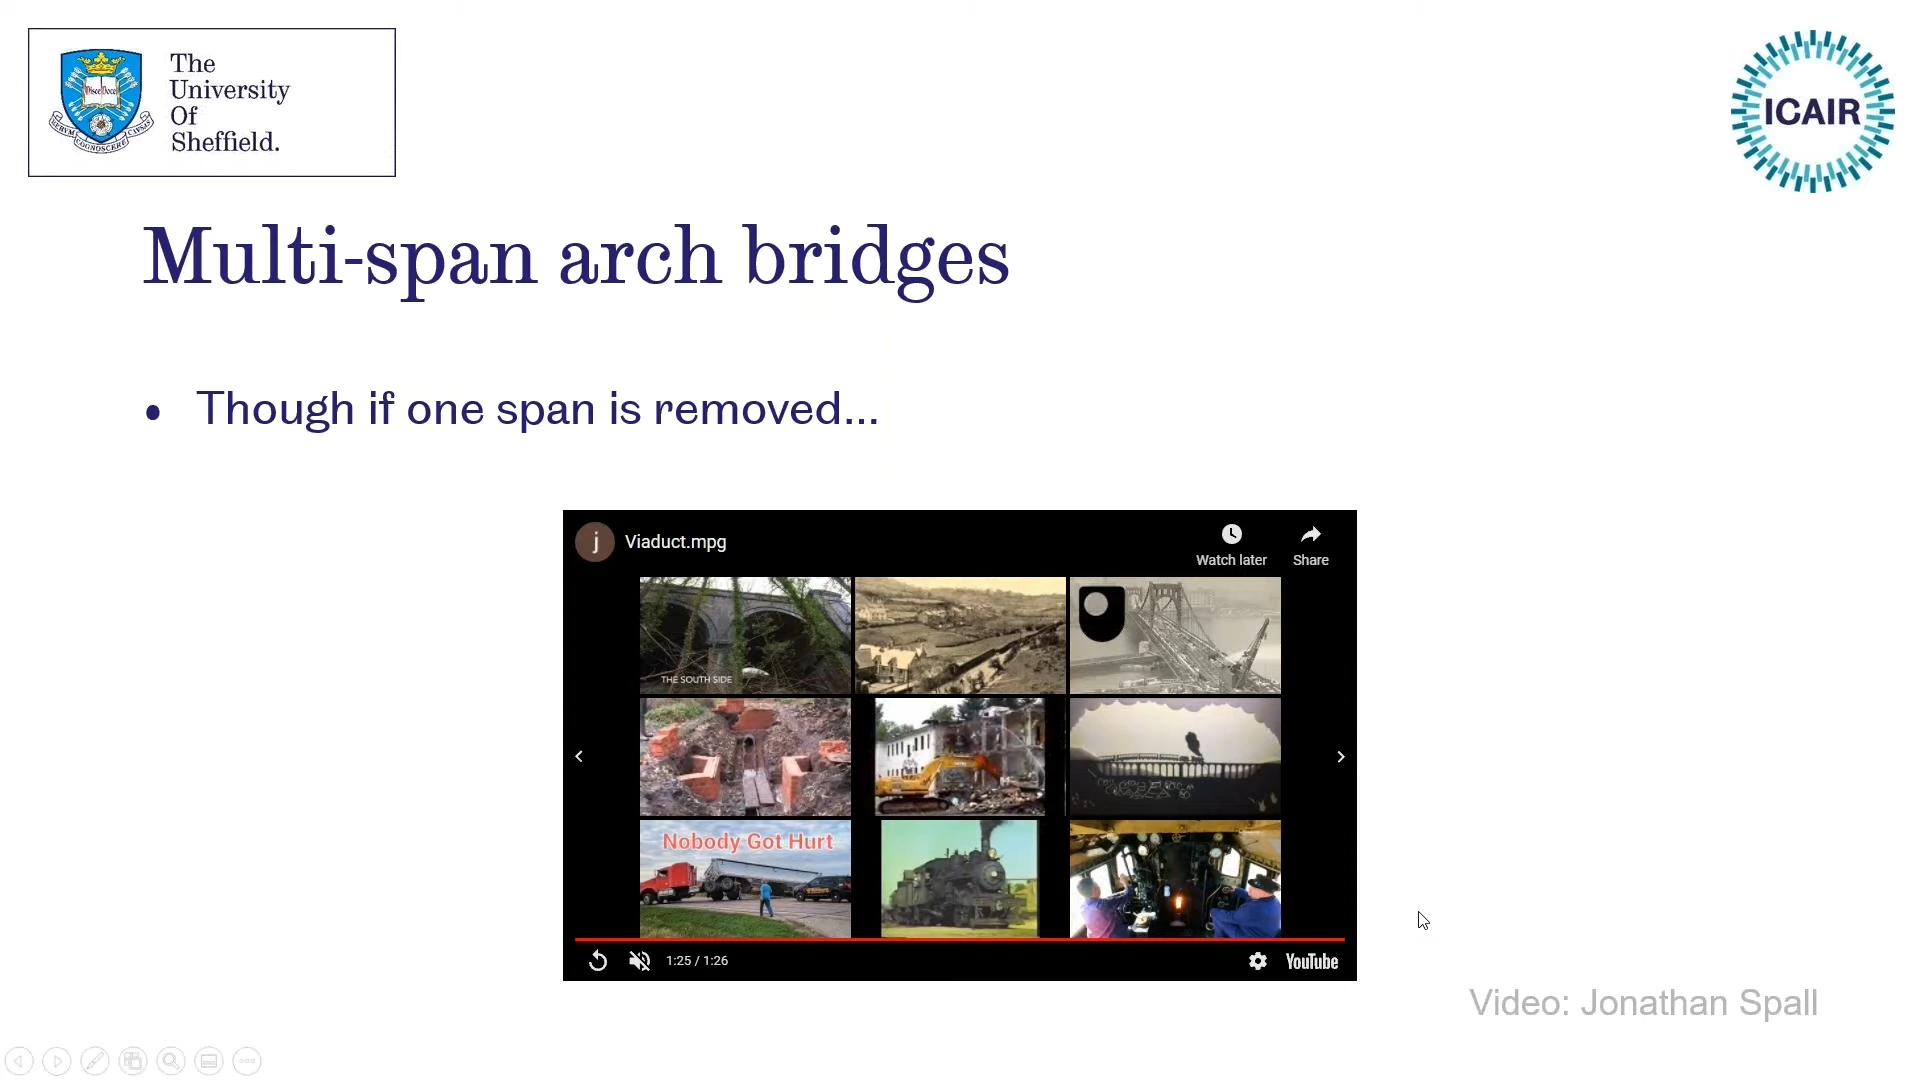 The
University
Of
Sheffield.
ICAIR
Multi-span arch bridges
• Though if one span is removed...
j Viaduct.mpg
Watch later
Share
THE SOUTH SIDE
Nobody Got Hurt
1:25 / 1:26
YouTube
Video: Jonathan Spall